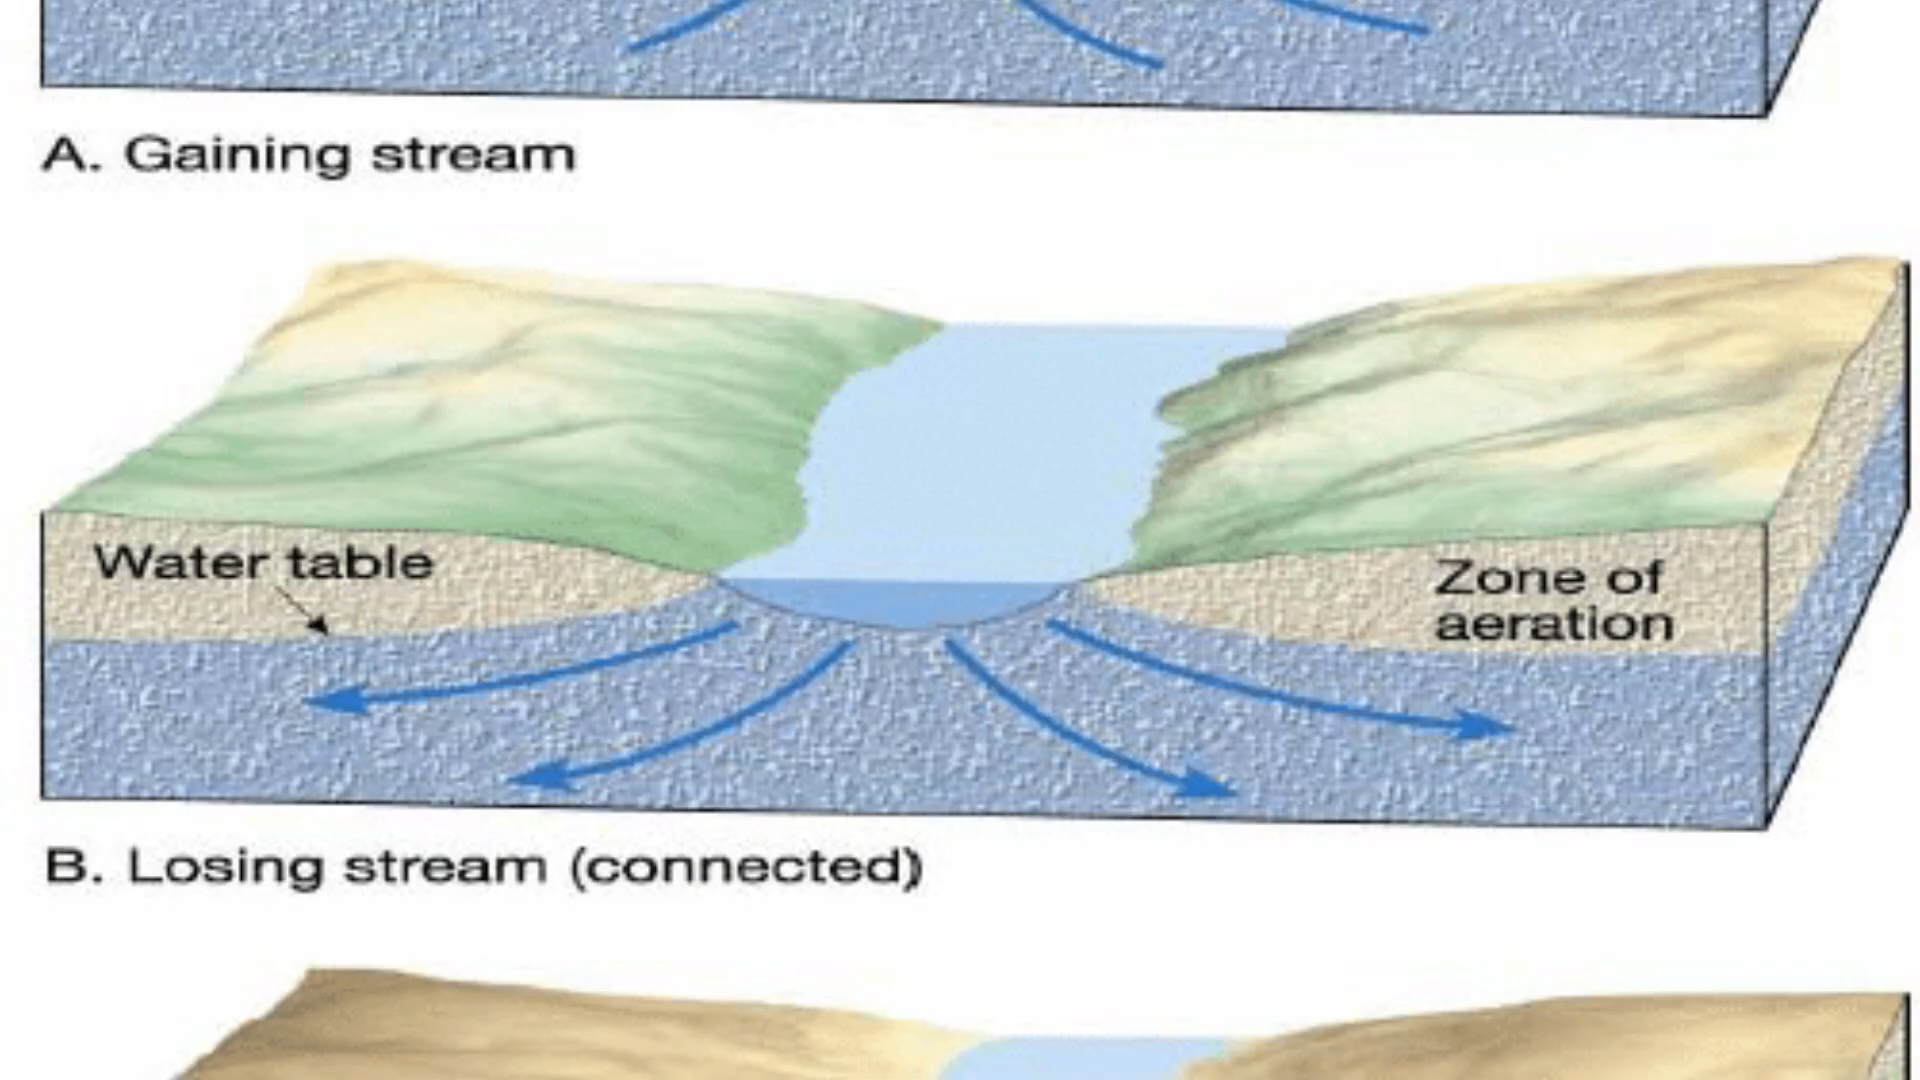 A. Gaining stream
Water table
Zone of
aeration
B. Losing stream (connected)